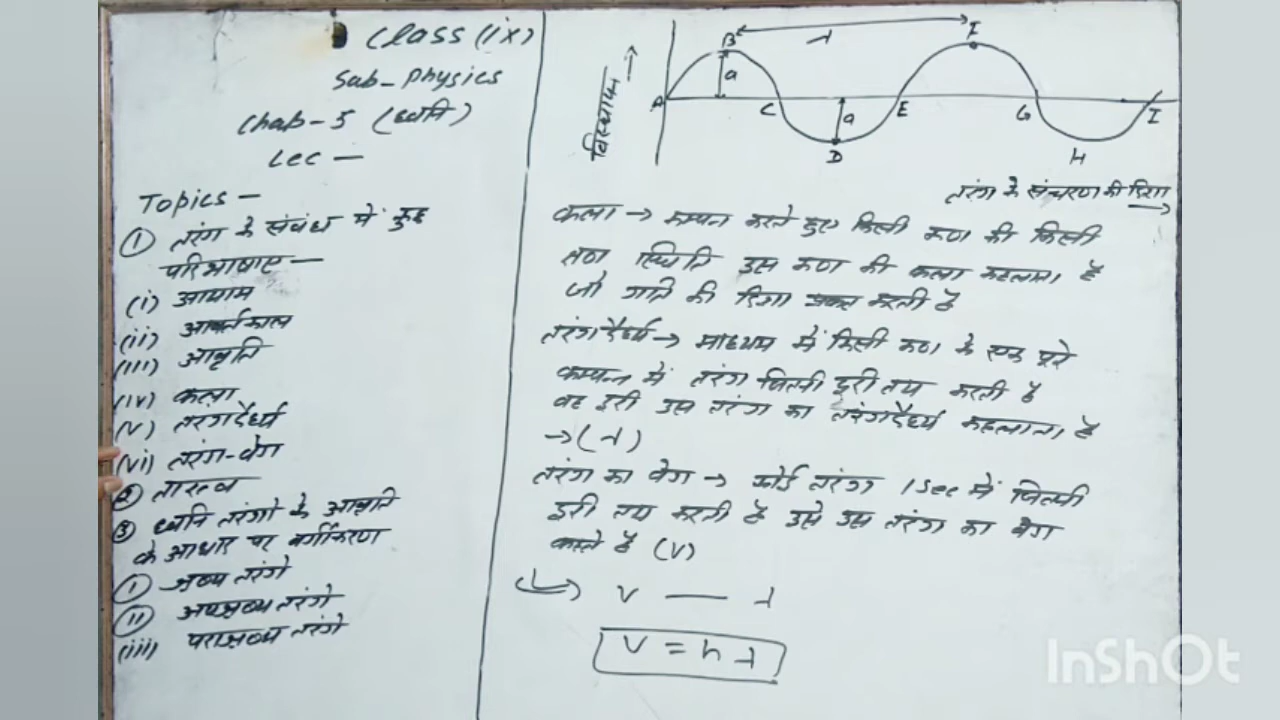 Class (ix)
Sub- Physics
Chab- 5 (ध्वनि)
Lec —
Topics —
① तरंग के संबंध में कुछ
परिभाषाए —
(i) आयाम
(ii) आवर्तकाल
(iii) आवृति
(iv) कला
(v) तरंगदैर्ध्य
(vi) तरंग-वेग
② तारत्व
③ ध्वनि तरंगो के आवृति
के आधार पर वर्गीकरण
① श्रव्य तरंगे
(ii) अपश्रव्य तरंगे
(iii) पराश्रव्य तरंगे
विस्थापन
A B C D E F G H I
a
a
λ
तरंग के संचरण की दिशा
कला → कम्पन करते हुए किसी कण की किसी
क्षण स्थिति उस कण की कला कहलाता है
जो गति की दिशा व्यक्त करती है
तरंगदैर्ध्य → माध्यम में किसी कण के एक पूरे
कम्पन्न में तरंग जितनी दूरी तय करती है
वह दूरी उस तरंग का तरंगदैर्ध्य कहलाता है
→ (λ)
तरंग का वेग → कोई तरंग 1 Sec में जितनी
दूरी तय करती है उसे उस तरंग का वेग
कहते है (V)
V — λ
V = n λ
InShOt